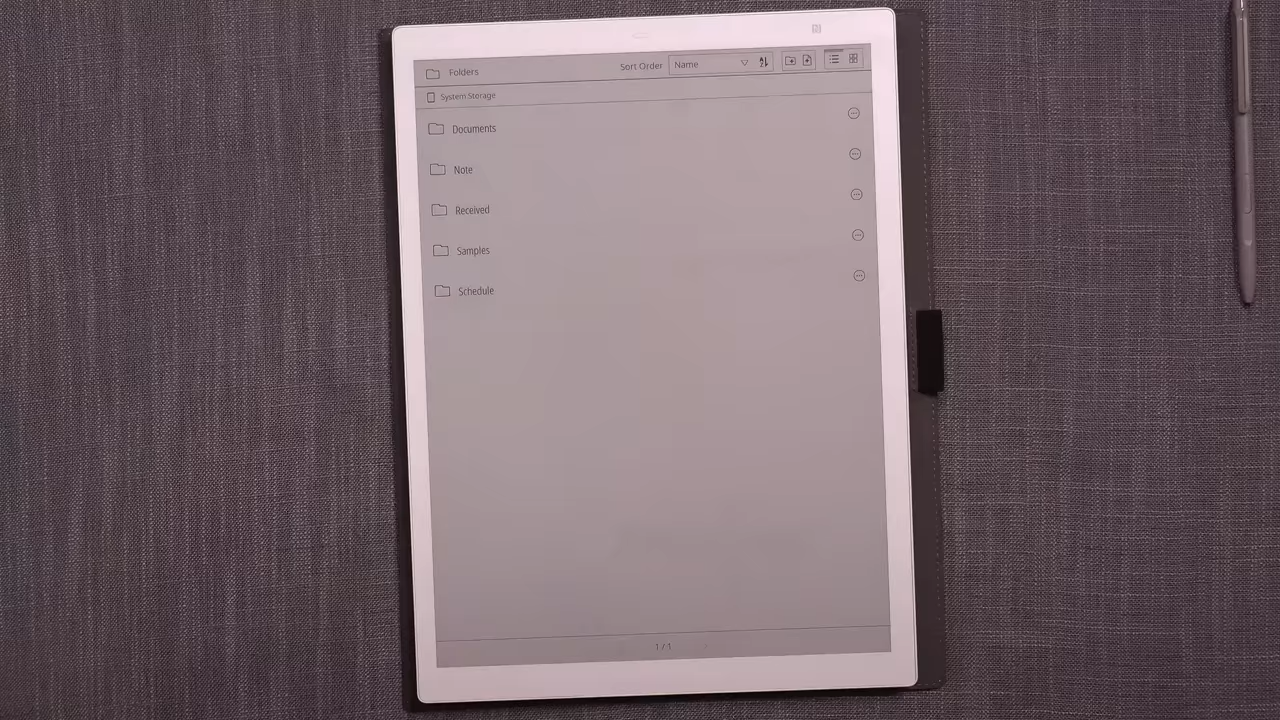 Folders Sort Order Name
System Storage
Documents
Note
Received
Samples
Schedule
1 / 1